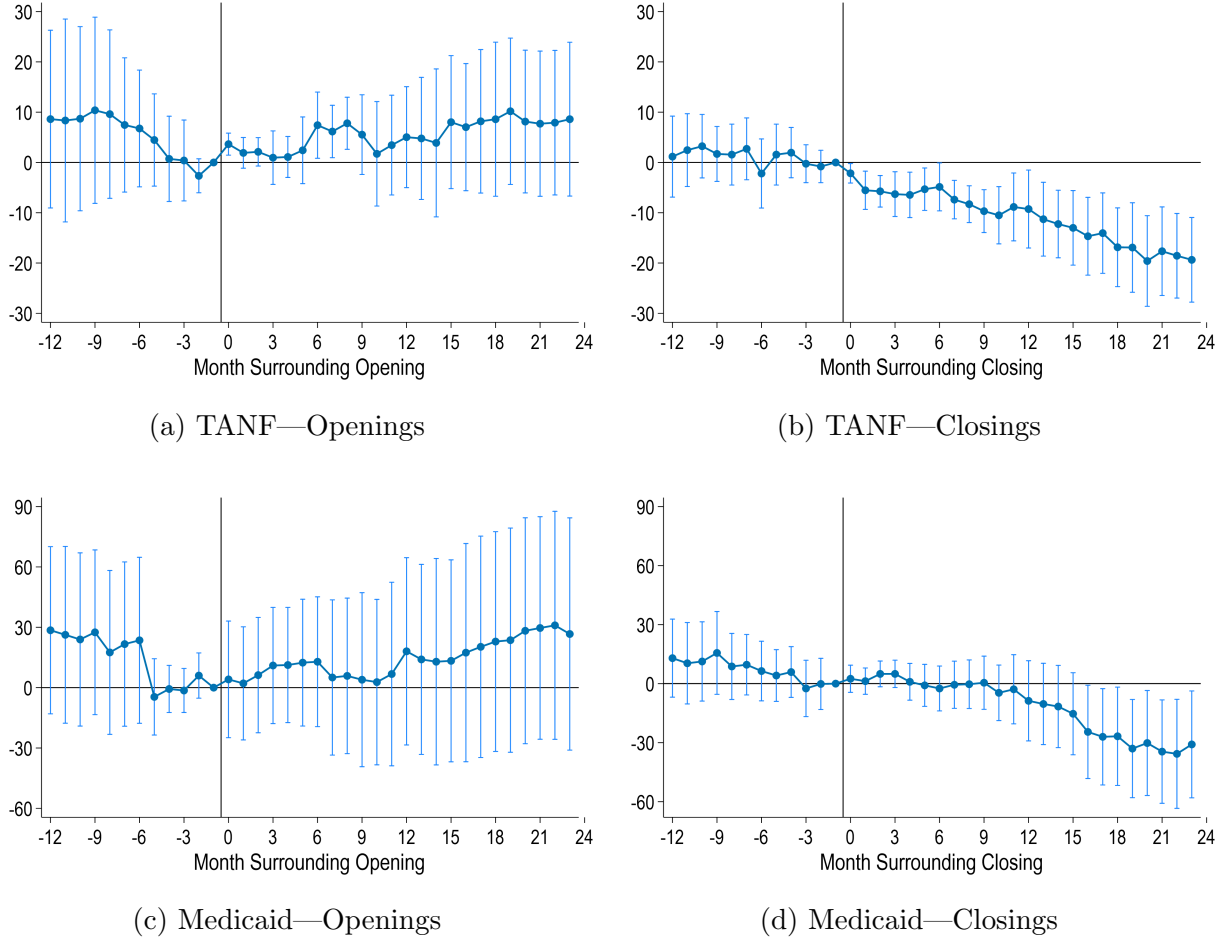 30
20
10
0
-10
-20
-30
-12 -9 -6 -3 0 3 6 9 12 15 18 21 24
Month Surrounding Opening
(a) TANF—Openings
30
20
10
0
-10
-20
-30
-12 -9 -6 -3 0 3 6 9 12 15 18 21 24
Month Surrounding Closing
(b) TANF—Closings
90
60
30
0
-30
-60
-12 -9 -6 -3 0 3 6 9 12 15 18 21 24
Month Surrounding Opening
(c) Medicaid—Openings
90
60
30
0
-30
-60
-12 -9 -6 -3 0 3 6 9 12 15 18 21 24
Month Surrounding Closing
(d) Medicaid—Closings